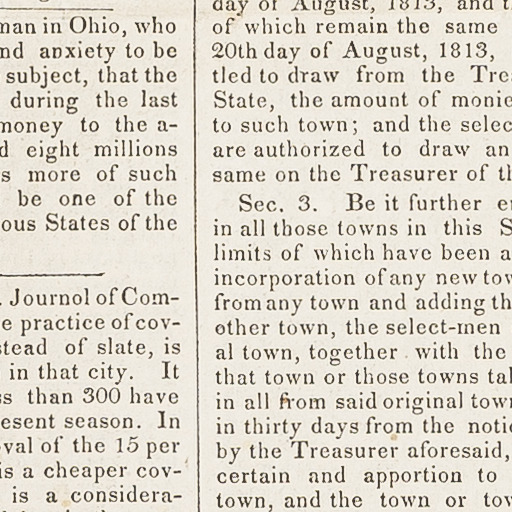 man in Ohio, who
nd anxiety to be
subject, that the
during the last
money to the a-
d eight millions
s more of such
be one of the
ous States of the
. Journol of Com-
e practice of cov-
stead of slate, is
in that city. It
ss than 300 have
esent season. In
oval of the 15 per
is a cheaper cov-
is a considera-
day of August, 1813, and t
of which remain the same
20th day of August, 1813,
tled to draw from the Tre
State, the amount of monie
to such town; and the selec
are authorized to draw an
same on the Treasurer of th
Sec. 3. Be it further e
in all those towns in this S
limits of which have been a
incorporation of any new tow
from any town and adding th
other town, the select-men
al town, together with the
that town or those towns tal
in all from said original town
in thirty days from the notic
by the Treasurer aforesaid,
certain and apportion to
town, and the town or tow